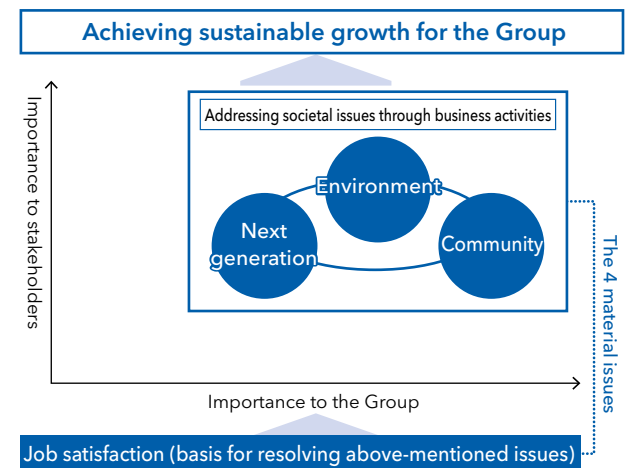 Achieving sustainable growth for the Group
Importance to stakeholders
Addressing societal issues through business activities
Environment
Next
generation
Community
The 4 material issues
Importance to the Group
Job satisfaction (basis for resolving above-mentioned issues)